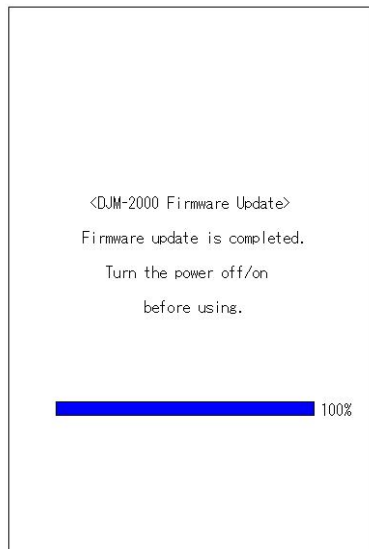 <DJM-2000 Firmware Update>
Firmware update is completed.
Turn the power off/on
before using.
100%